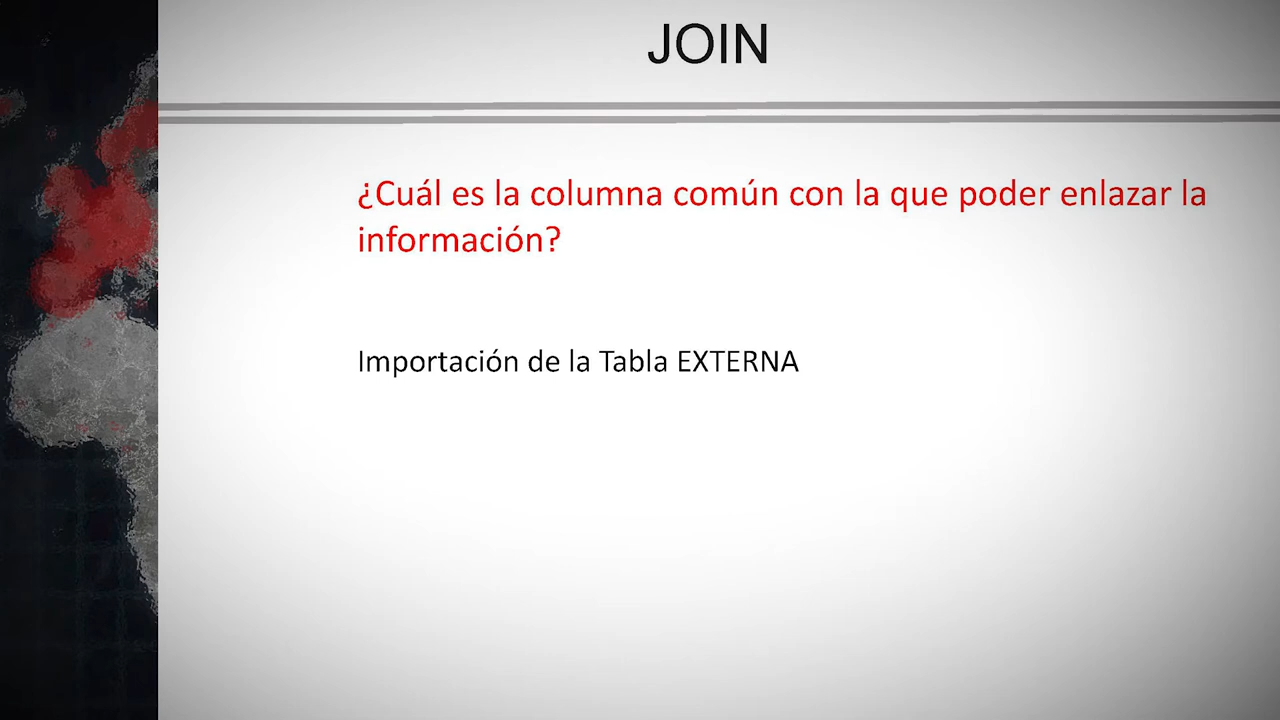 JOIN
¿Cuál es la columna común con la que poder enlazar la
información?
Importación de la Tabla EXTERNA